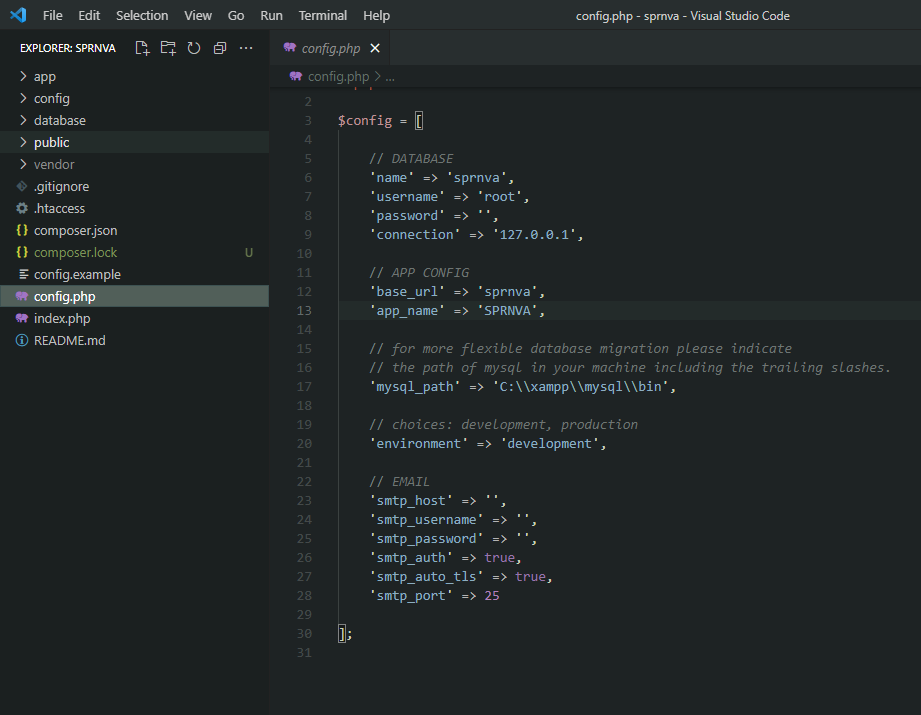 File Edit Selection View Go Run Terminal Help config.php - sprnva - Visual Studio Code
EXPLORER: SPRNVA
app
config
database
public
vendor
.gitignore
.htaccess
composer.json
composer.lock U
config.example
config.php
index.php
README.md
config.php
config.php > ...
2
3 $config = [
4
5 // DATABASE
6 'name' => 'sprnva',
7 'username' => 'root',
8 'password' => '',
9 'connection' => '127.0.0.1',
10
11 // APP CONFIG
12 'base_url' => 'sprnva',
13 'app_name' => 'SPRNVA',
14
15 // for more flexible database migration please indicate
16 // the path of mysql in your machine including the trailing slashes.
17 'mysql_path' => 'C:\\xampp\\mysql\\bin',
18
19 // choices: development, production
20 'environment' => 'development',
21
22 // EMAIL
23 'smtp_host' => '',
24 'smtp_username' => '',
25 'smtp_password' => '',
26 'smtp_auth' => true,
27 'smtp_auto_tls' => true,
28 'smtp_port' => 25
29
30 ];
31